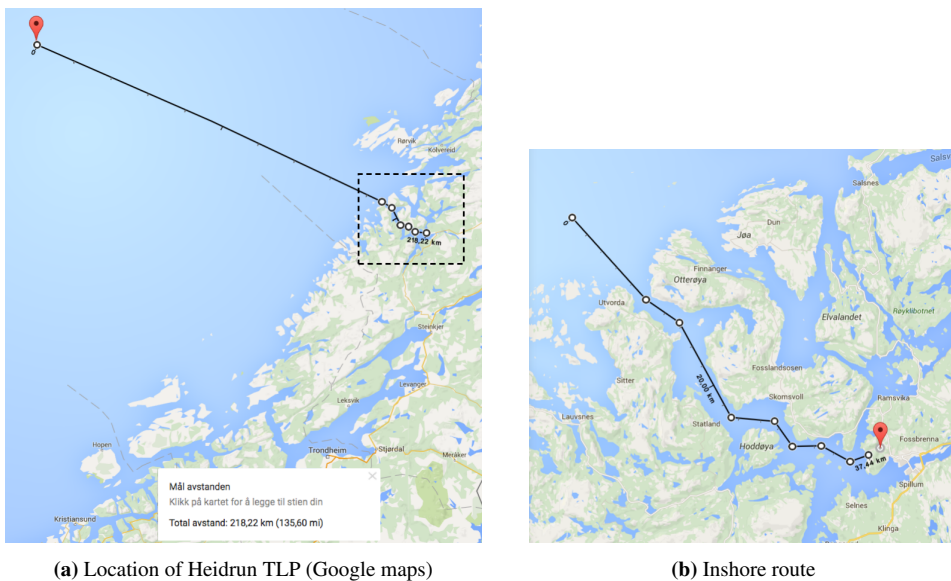 Rørvik
Kolvereid
218,22 km
Steinkjer
Levanger
Leksvik
Hopen
Trondheim
Stjørdal
Meråker
Kristiansund
Mål avstanden
Klikk på kartet for å legge til stien din
Total avstand: 218,22 km (135,60 mi)
(a) Location of Heidrun TLP (Google maps)
Salsv
Salsnes
0
Dun
Jøa
Finnanger
Otterøya
Utvorda
Røyklibotnet
Elvalandet
20,00 km
Fosslandsosen
Sitter
Skomsvoll
Ramsvika
Lauvsnes
Statland
Hoddøya
Fossbrenna
37,44 km
Spillum
Selnes
Klinga
(b) Inshore route